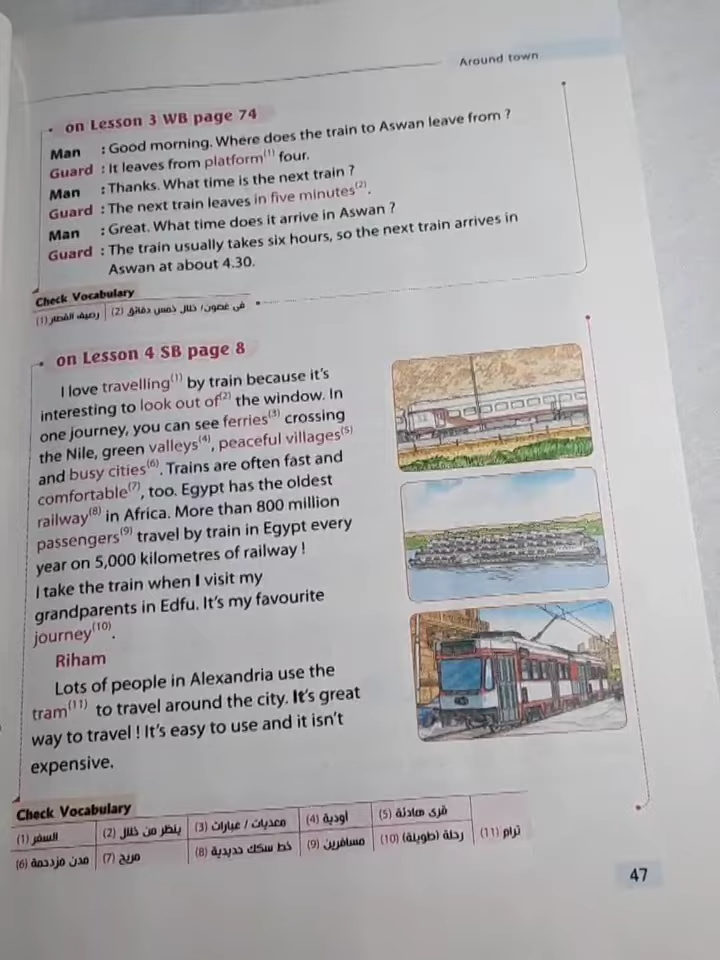 Around town
on Lesson 3 WB page 74
Man : Good morning. Where does the train to Aswan leave from ?
Guard : It leaves from platform(1) four.
Man : Thanks. What time is the next train ?
Guard : The next train leaves in five minutes(2).
Man : Great. What time does it arrive in Aswan ?
Guard : The train usually takes six hours, so the next train arrives in
Aswan at about 4.30.
Check Vocabulary
(1) رصيف القطار (2) في غضون/ خلال خمس دقائق
on Lesson 4 SB page 8
I love travelling(1) by train because it's
interesting to look out of(2) the window. In
one journey, you can see ferries(3) crossing
the Nile, green valleys(4), peaceful villages(5)
and busy cities(6). Trains are often fast and
comfortable(7), too. Egypt has the oldest
railway(8) in Africa. More than 800 million
passengers(9) travel by train in Egypt every
year on 5,000 kilometres of railway !
I take the train when I visit my
grandparents in Edfu. It's my favourite
journey(10).
Riham
Lots of people in Alexandria use the
tram(11) to travel around the city. It's great
way to travel ! It's easy to use and it isn't
expensive.
Check Vocabulary
(1) السفر (2) ينظر من خلال (3) معديات / عبارات (4) أودية (5) قرى هادئة
(6) مدن مزدحمة (7) مريح (8) خط سكك حديدية (9) مسافرين (10) رحلة (طويلة) (11) ترام
47